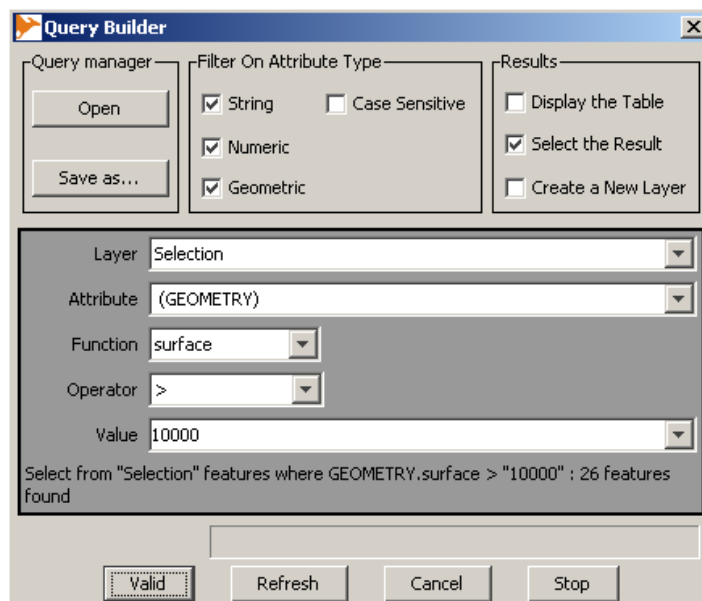 Query Builder
Query manager
Open
Save as...
Filter On Attribute Type
String
Case Sensitive
Numeric
Geometric
Results
Display the Table
Select the Result
Create a New Layer
Layer Selection
Attribute (GEOMETRY)
Function surface
Operator >
Value 10000
Select from "Selection" features where GEOMETRY.surface > "10000" : 26 features
found
Valid Refresh Cancel Stop